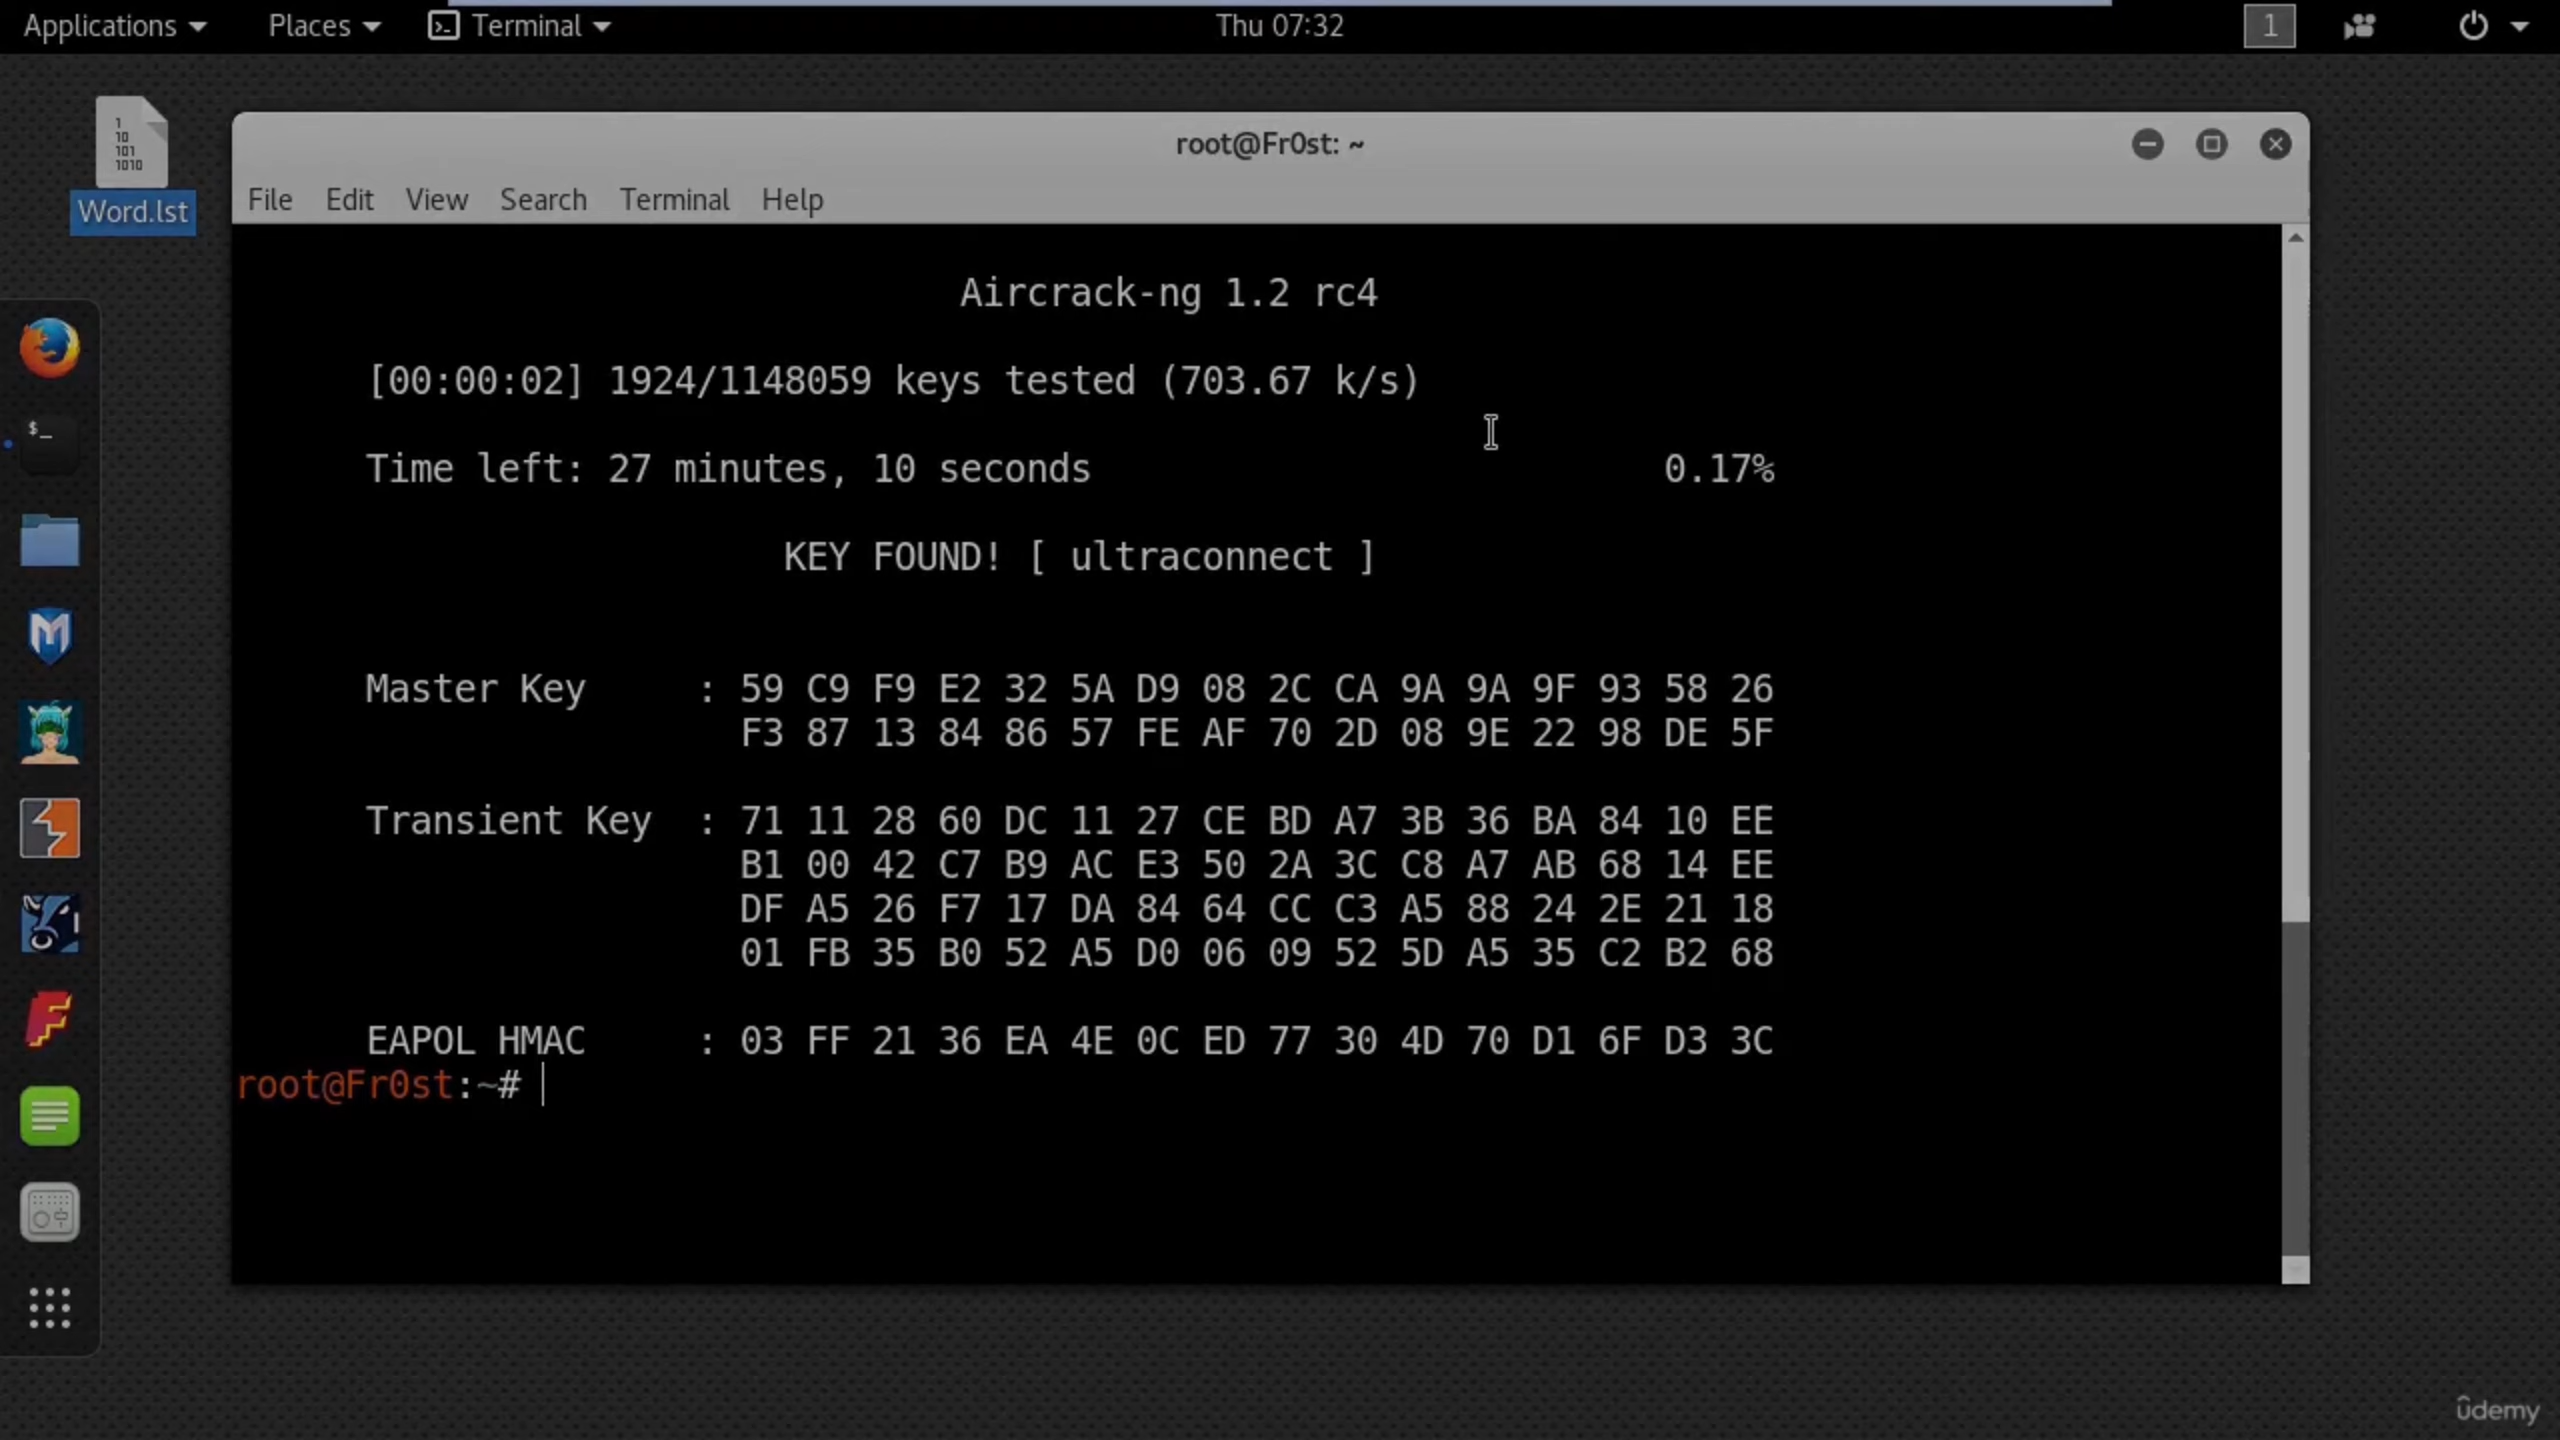 Applications Places Terminal Thu 07:32 1
1
10
101
1010
Word.lst
root@Fr0st: ~
File Edit View Search Terminal Help
$_
Aircrack-ng 1.2 rc4
[00:00:02] 1924/1148059 keys tested (703.67 k/s)
Time left: 27 minutes, 10 seconds 0.17%
KEY FOUND! [ ultraconnect ]
Master Key : 59 C9 F9 E2 32 5A D9 08 2C CA 9A 9A 9F 93 58 26
F3 87 13 84 86 57 FE AF 70 2D 08 9E 22 98 DE 5F
Transient Key : 71 11 28 60 DC 11 27 CE BD A7 3B 36 BA 84 10 EE
B1 00 42 C7 B9 AC E3 50 2A 3C C8 A7 AB 68 14 EE
DF A5 26 F7 17 DA 84 64 CC C3 A5 88 24 2E 21 18
01 FB 35 B0 52 A5 D0 06 09 52 5D A5 35 C2 B2 68
EAPOL HMAC : 03 FF 21 36 EA 4E 0C ED 77 30 4D 70 D1 6F D3 3C
root@Fr0st:~#
ûdemy